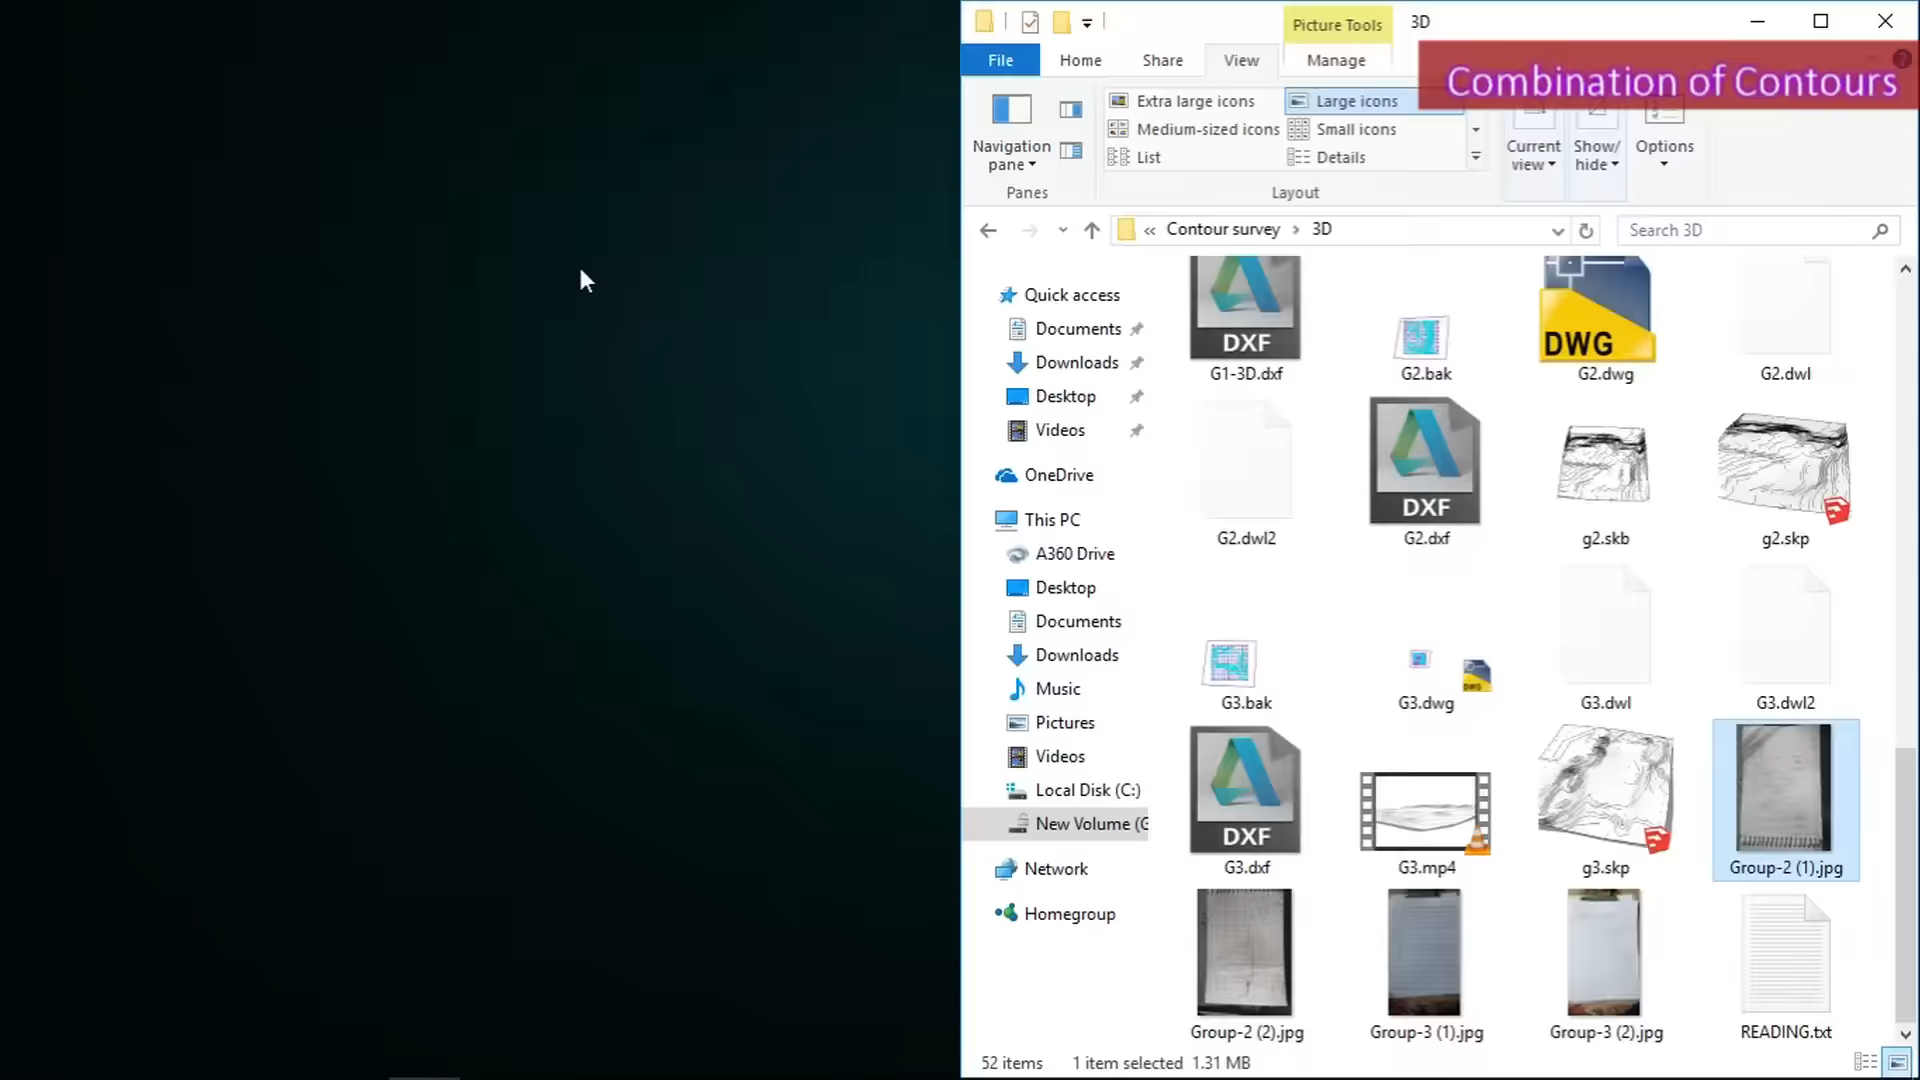 Picture Tools
3D
File
Home
Share
View
Manage
Combination of Contours
Extra large icons
Large icons
Medium-sized icons
Small icons
List
Details
Navigation
pane
Current
view
Show/
hide
Options
Panes
Layout
« Contour survey › 3D
Search 3D
Quick access
Documents
Downloads
Desktop
Videos
OneDrive
This PC
A360 Drive
Desktop
Documents
Downloads
Music
Pictures
Videos
Local Disk (C:)
New Volume (G
Network
Homegroup
DXF
DWG
G1-3D.dxf
G2.bak
G2.dwg
G2.dwl
DXF
G2.dwl2
G2.dxf
g2.skb
g2.skp
DWG
G3.bak
G3.dwg
G3.dwl
G3.dwl2
DXF
G3.dxf
G3.mp4
g3.skp
Group-2 (1).jpg
Group-2 (2).jpg
Group-3 (1).jpg
Group-3 (2).jpg
READING.txt
52 items
1 item selected 1.31 MB